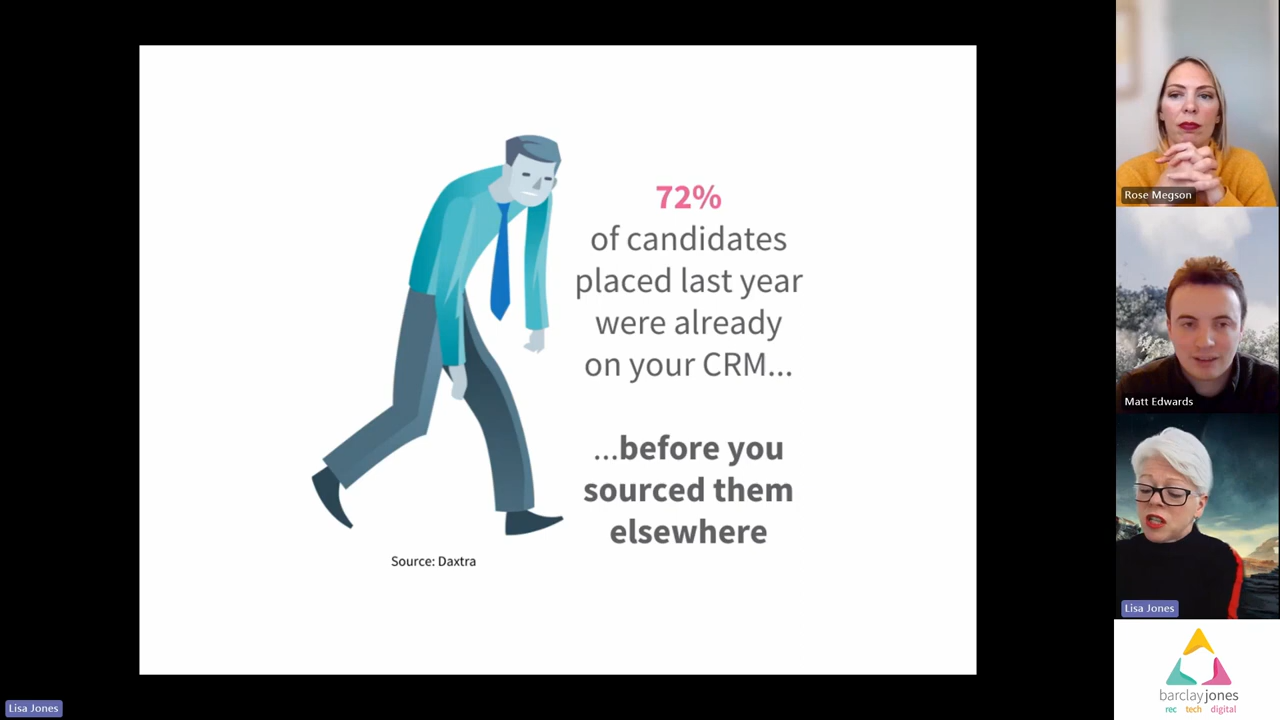 72%
of candidates
placed last year
were already
on your CRM...
...before you
sourced them
elsewhere
Source: Daxtra
Rose Megson
Matt Edwards
Lisa Jones
barclayjones
rec tech digital
Lisa Jones